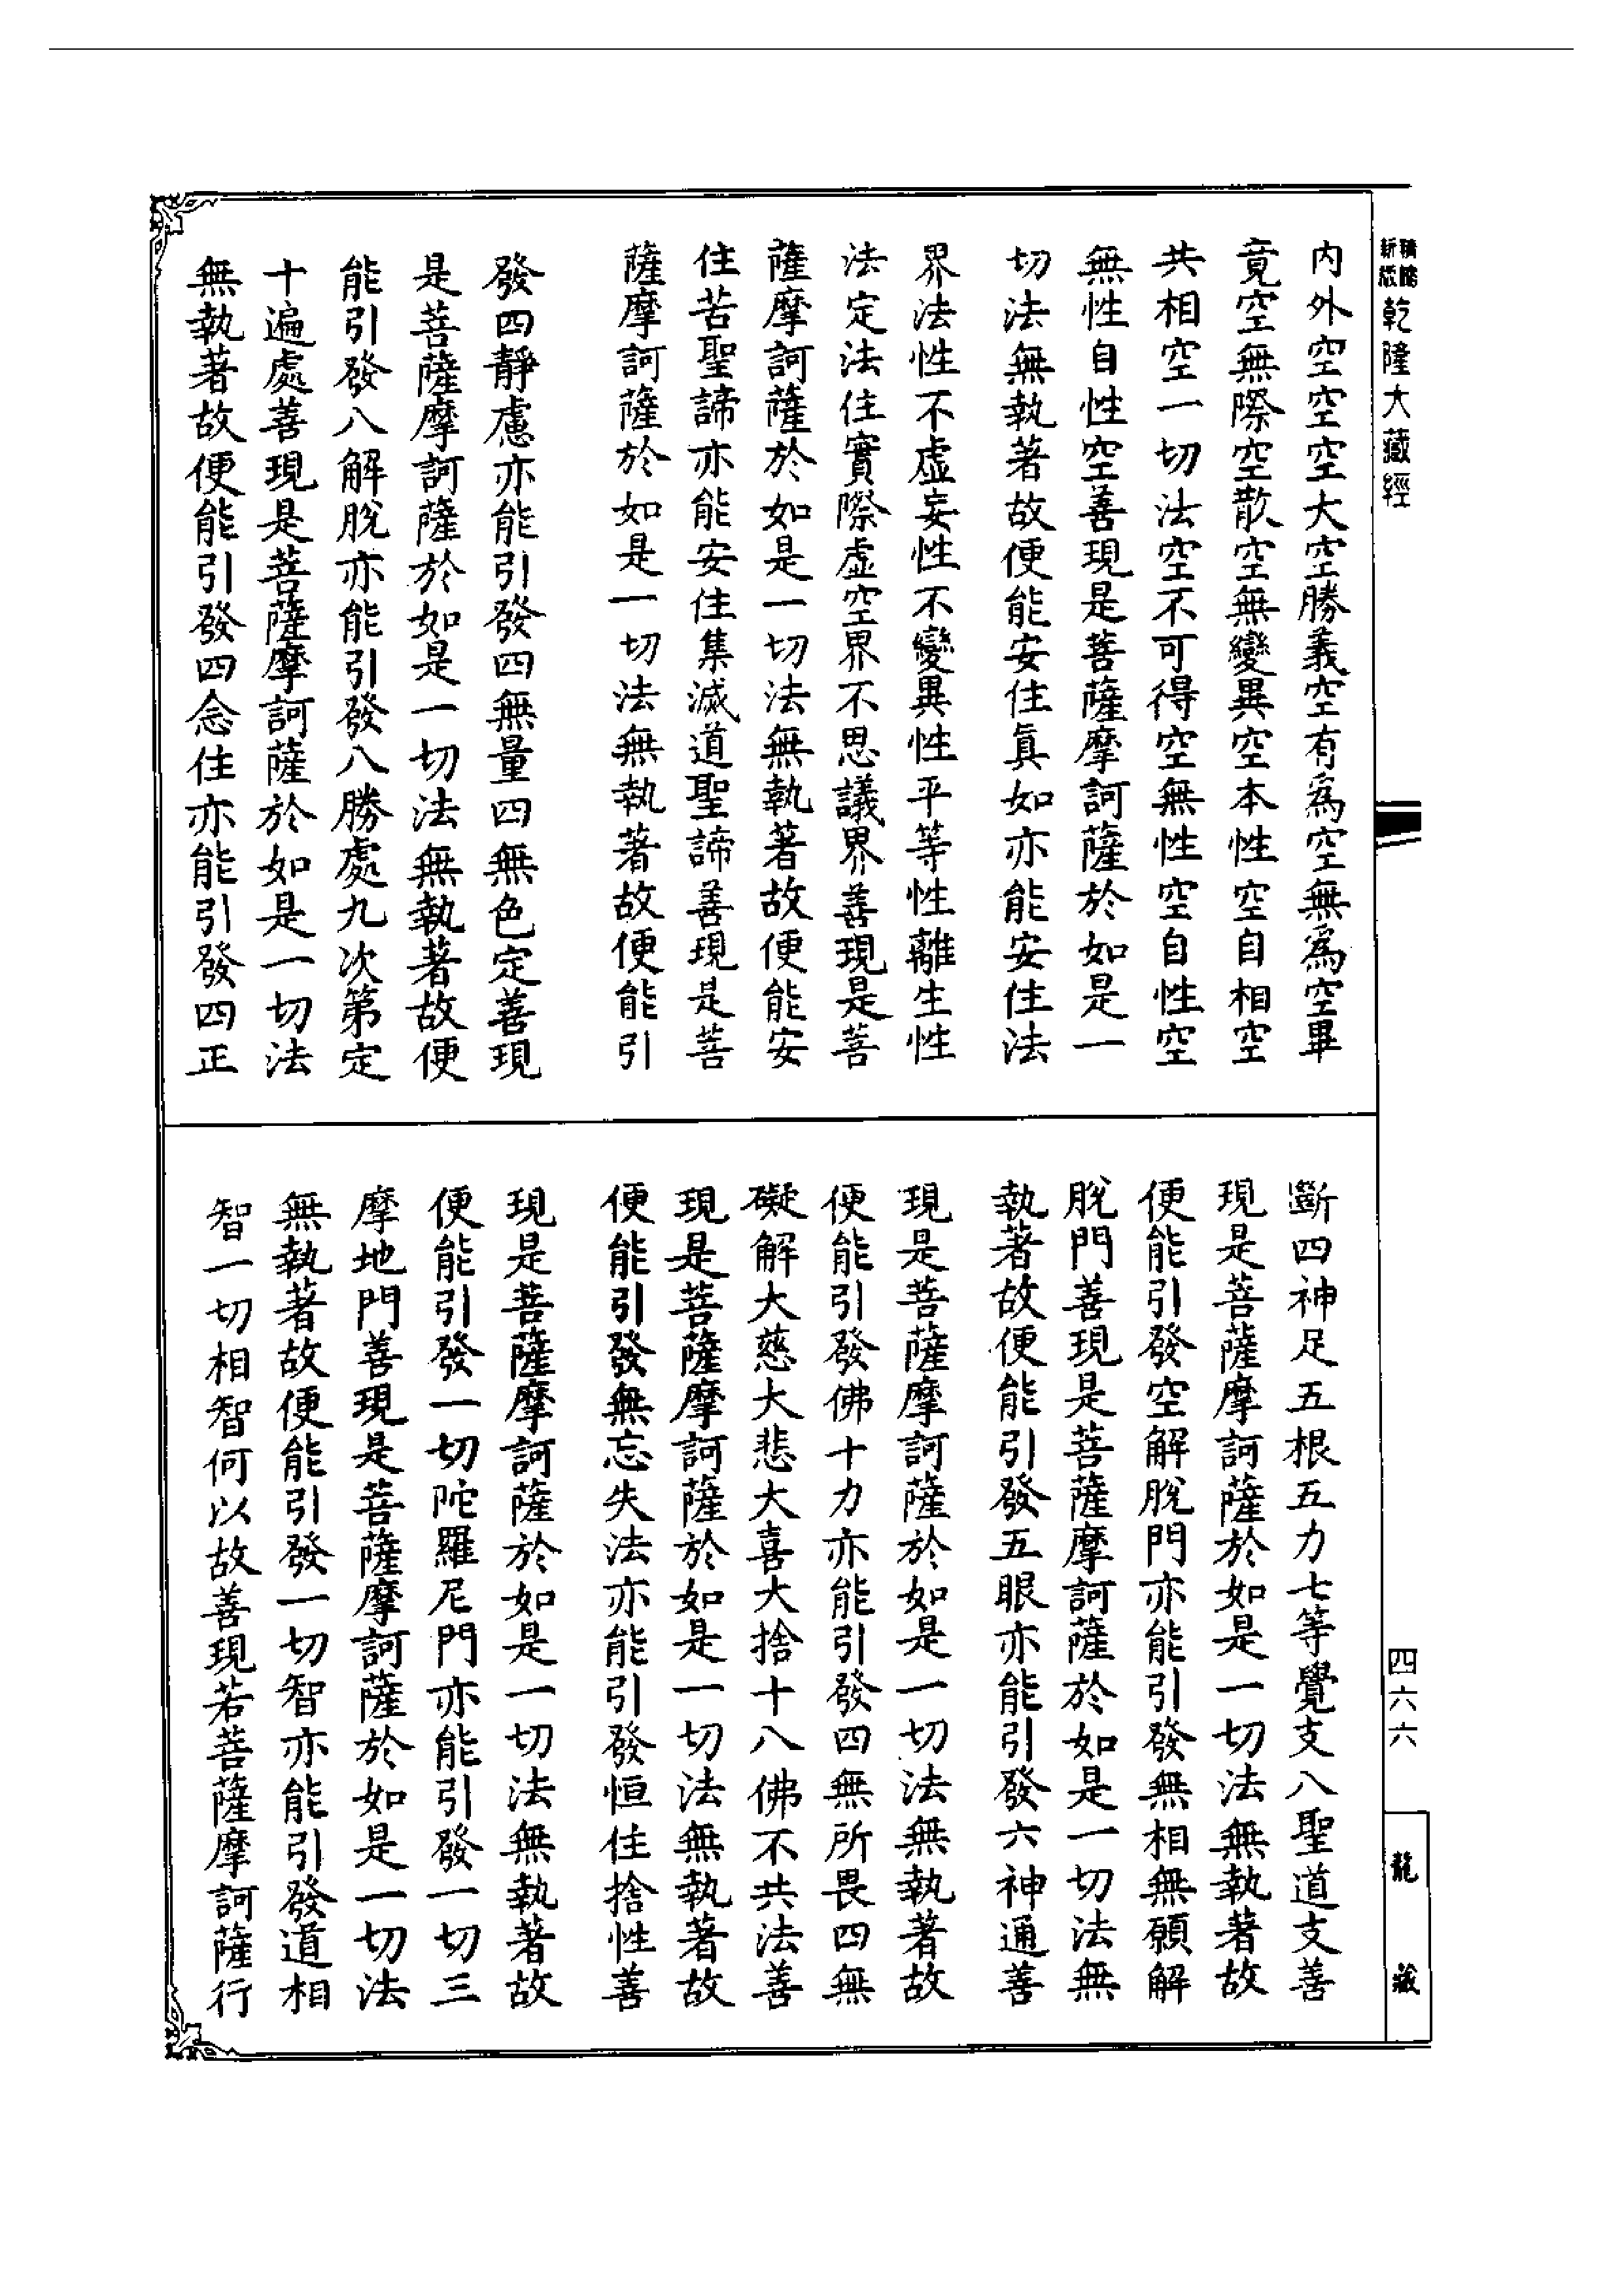 精縮
新版
乾隆大藏經
內外空空空大空勝義空有為空無為空畢
竟空無際空散空無變異空本性空自相空
共相空一切法空不可得空無性空自性空
無性自性空善現是菩薩摩訶薩於如是一
切法無執著故便能安住真如亦能安住法
界法性不虛妄性不變異性平等性離生性
法定法住實際虛空界不思議界善現是菩
薩摩訶薩於如是一切法無執著故便能安
住苦聖諦亦能安住集滅道聖諦善現是菩
薩摩訶薩於如是一切法無執著故便能引
發四靜慮亦能引發四無量四無色定善現
是菩薩摩訶薩於如是一切法無執著故便
能引發八解脫亦能引發八勝處九次第定
十遍處善現是菩薩摩訶薩於如是一切法
無執著故便能引發四念住亦能引發四正
斷四神足五根五力七等覺支八聖道支善
現是菩薩摩訶薩於如是一切法無執著故
便能引發空解脫門亦能引發無相無願解
脫門善現是菩薩摩訶薩於如是一切法無
執著故便能引發五眼亦能引發六神通善
現是菩薩摩訶薩於如是一切法無執著故
便能引發佛十力亦能引發四無所畏四無
礙解大慈大悲大喜大捨十八佛不共法善
現是菩薩摩訶薩於如是一切法無執著故
便能引發無忘失法亦能引發恒住捨性善
現是菩薩摩訶薩於如是一切法無執著故
便能引發一切陀羅尼門亦能引發一切三
摩地門善現是菩薩摩訶薩於如是一切法
無執著故便能引發一切智亦能引發道相
智一切相智何以故善現若菩薩摩訶薩行
四六六
龍藏